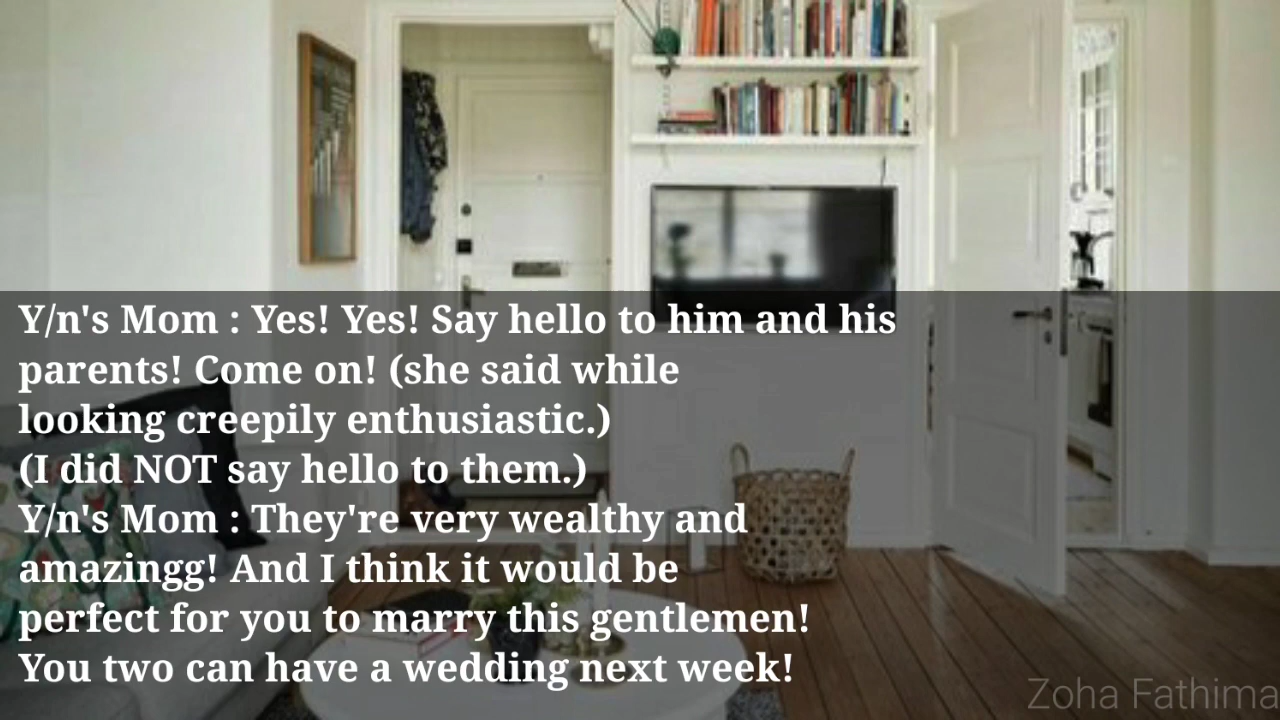 Y/n's Mom : Yes! Yes! Say hello to him and his
parents! Come on! (she said while
looking creepily enthusiastic.)
(I did NOT say hello to them.)
Y/n's Mom : They're very wealthy and
amazingg! And I think it would be
perfect for you to marry this gentlemen!
You two can have a wedding next week!
Zoha Fathima